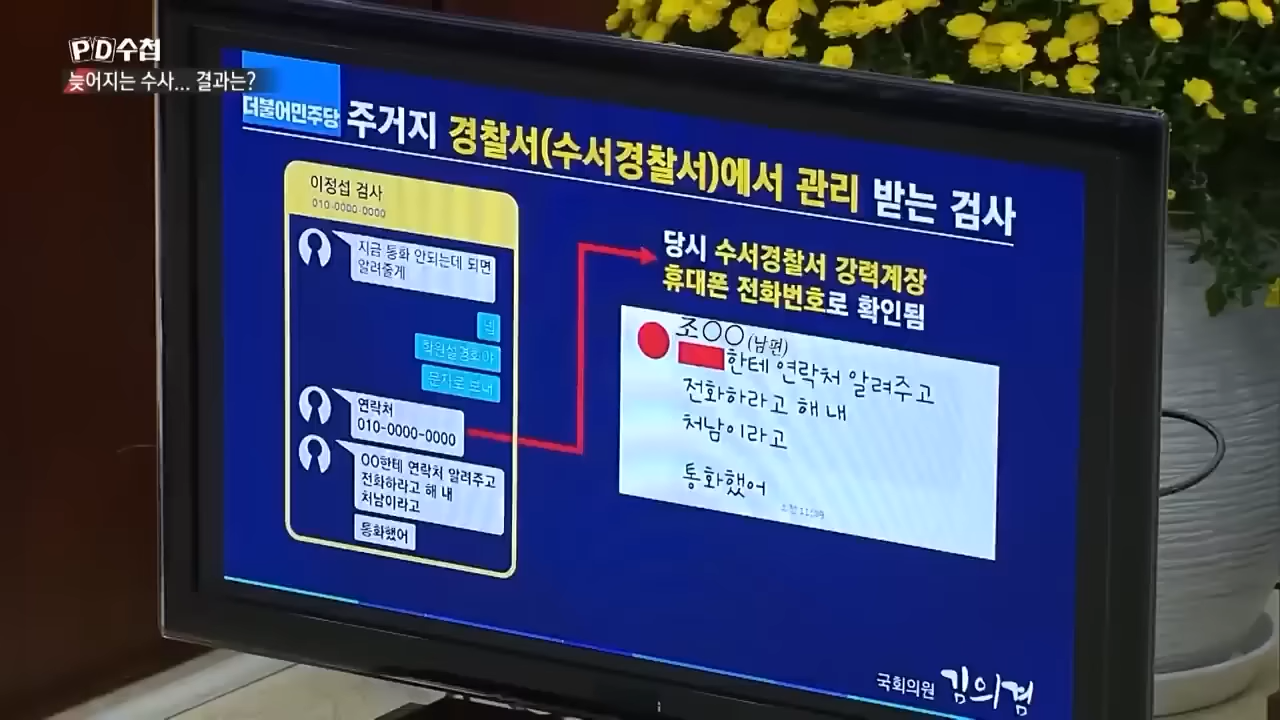 PD수첩
늦어지는 수사... 결과는?
더불어민주당
주거지 경찰서(수서경찰서)에서 관리 받는 검사
이정섭 검사
010-0000-0000
지금 통화 안되는데 되면
알려줄게
넵
학원설경희야
문자로 보내
연락처
010-0000-0000
OO한테 연락처 알려주고
전화하라고 해 내
처남이라고
통화했어
당시 수서경찰서 강력계장
휴대폰 전화번호로 확인됨
조○○(남편)
한테 연락처 알려주고
전화하라고 해 내
처남이라고
통화했어
국회의원 김의겸